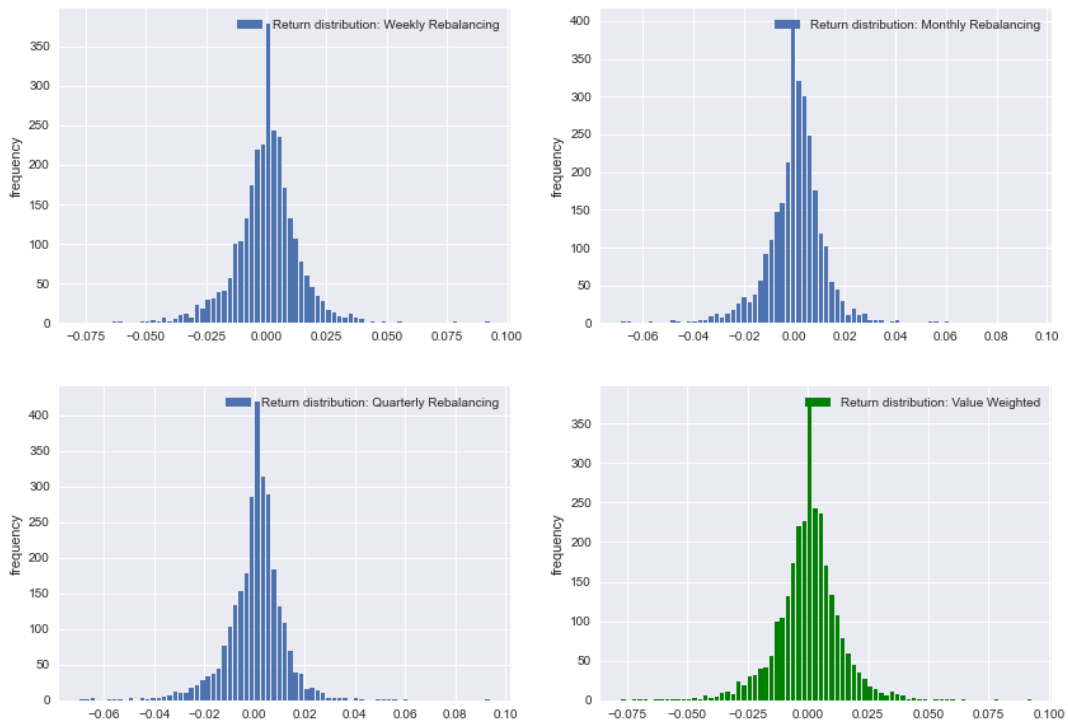 Return distribution: Weekly Rebalancing
350
300
250
200
150
100
50
0
frequency
−0.075 −0.050 −0.025 0.000 0.025 0.050 0.075 0.100
Return distribution: Monthly Rebalancing
400
350
300
250
200
150
100
50
0
frequency
−0.06 −0.04 −0.02 0.00 0.02 0.04 0.06 0.08 0.10
Return distribution: Quarterly Rebalancing
400
350
300
250
200
150
100
50
0
frequency
−0.06 −0.04 −0.02 0.00 0.02 0.04 0.06 0.08 0.10
Return distribution: Value Weighted
350
300
250
200
150
100
50
0
frequency
−0.075 −0.050 −0.025 0.000 0.025 0.050 0.075 0.100